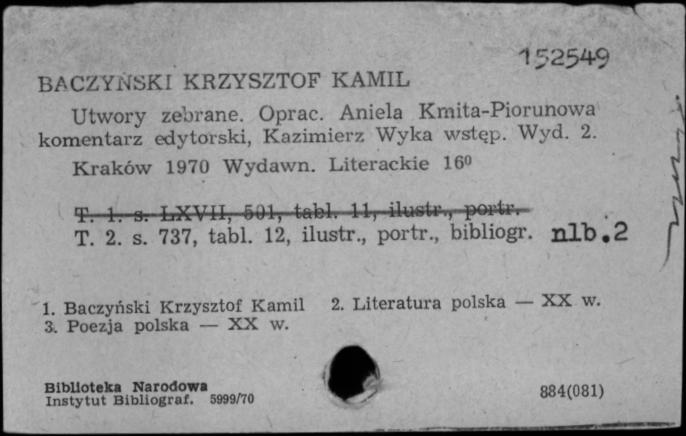 152549
BACZYŃSKI KRZYSZTOF KAMIL
Utwory zebrane. Oprac. Aniela Kmita-Piorunowa
komentarz edytorski, Kazimierz Wyka wstęp. Wyd. 2.
Kraków 1970 Wydawn. Literackie 16⁰
T. 1. s. LXVII, 501, tabl. 11, ilustr., portr.
T. 2. s. 737, tabl. 12, ilustr., portr., bibliogr. nlb.2
1. Baczyński Krzysztof Kamil 2. Literatura polska — XX w.
3. Poezja polska — XX w.
Biblioteka Narodowa
Instytut Bibliograf. 5999/70
884(081)